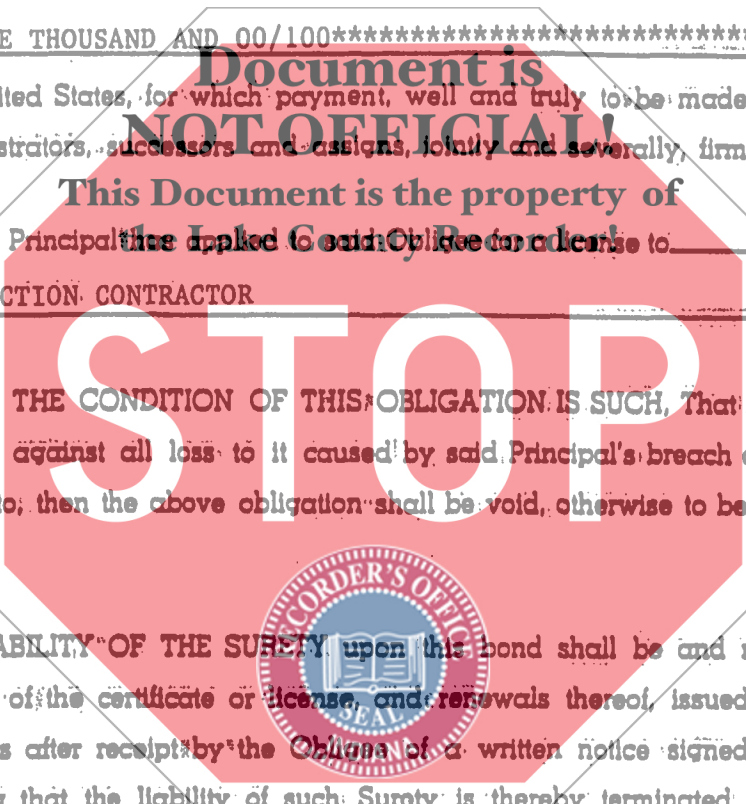 E THOUSAND AND 00/100****************************
Document is
ited States, for which payment, well and truly to be made
NOT OFFICIAL!
strators, successors and assigns, jointly and severally, firm
This Document is the property of
Principal has applied to said Obligee for a license to
the Lake County Recorder!
CTION CONTRACTOR
STOP
THE CONDITION OF THIS OBLIGATION IS SUCH, That
against all loss to it caused by said Principal's breach
to; then the above obligation shall be void, otherwise to be
RECORDER'S OFFICE
ABILITY OF THE SURETY upon this bond shall be and
of the certificate or license, and renewals thereof, issued
SEAL
INDIANA
s after receipt by the Obligee of a written notice signed
that the liability of such Surety is thereby terminated